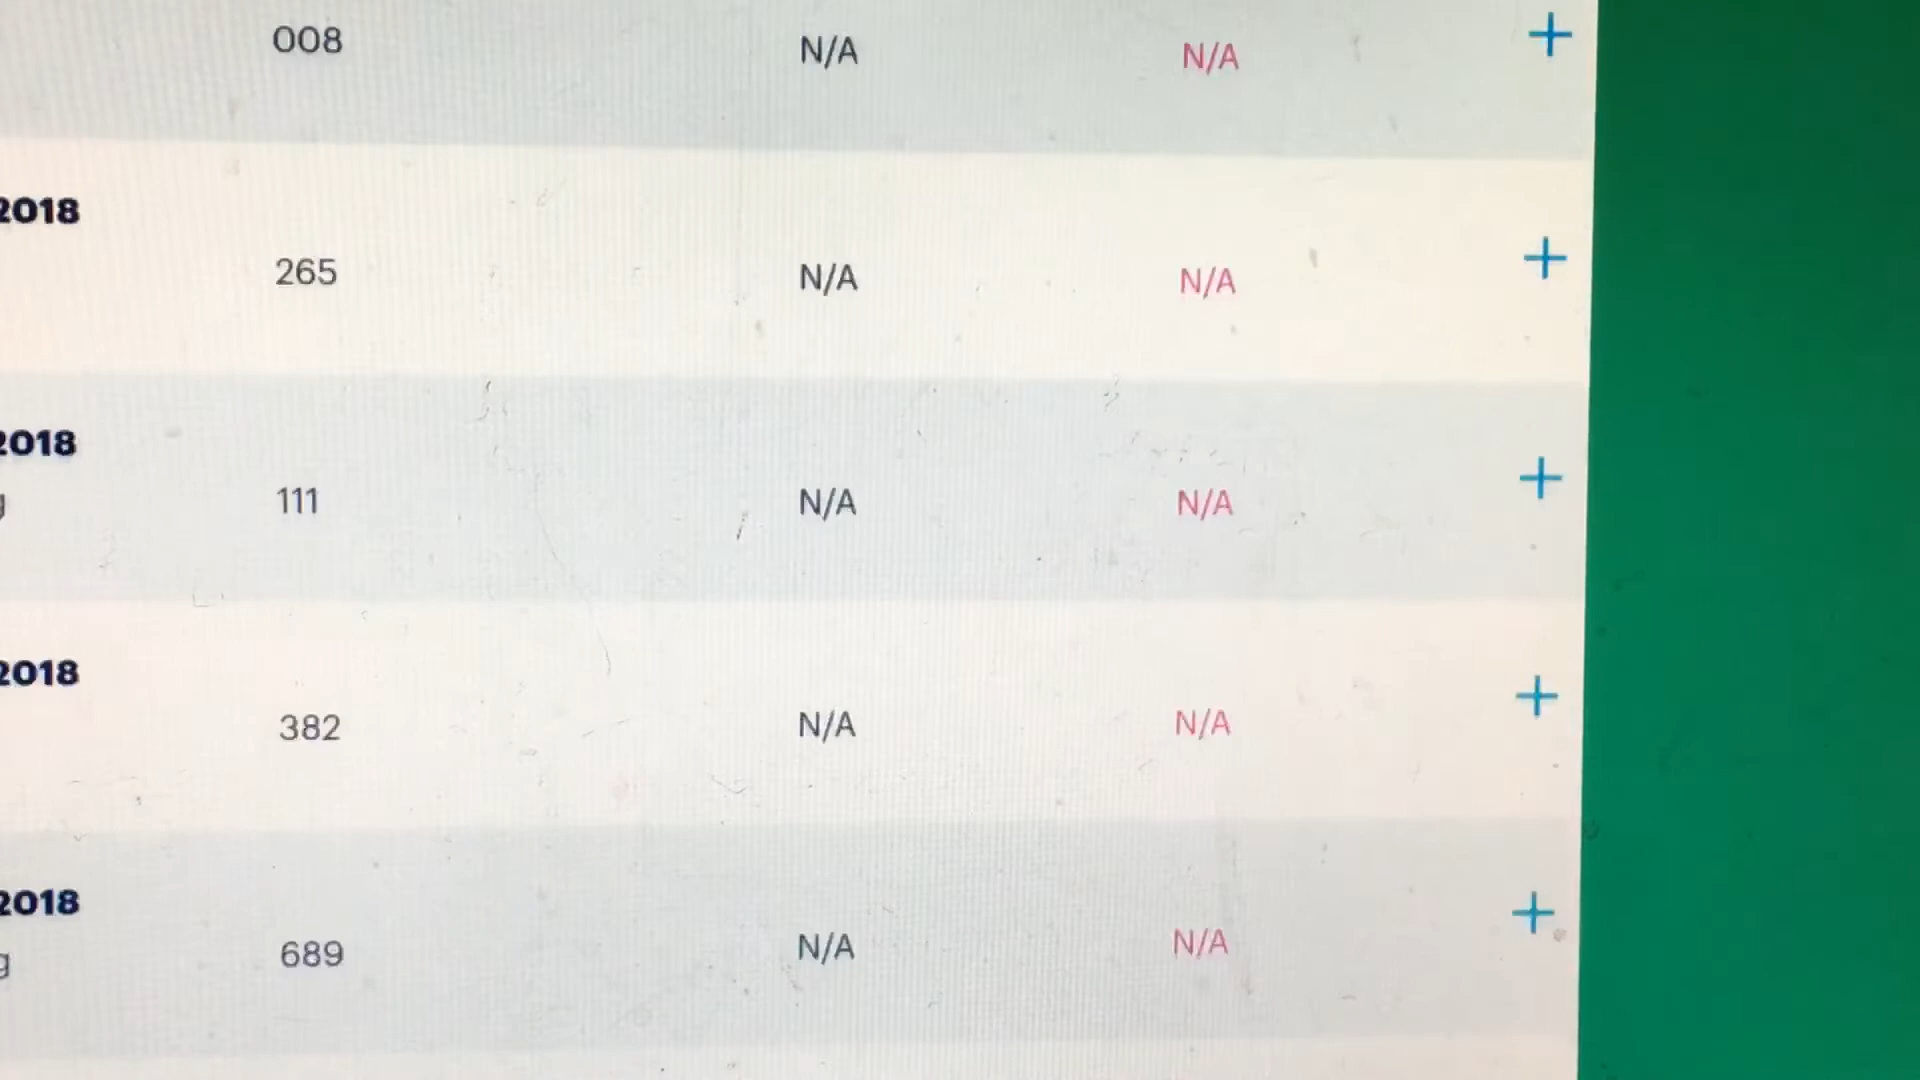 008 N/A N/A +
2018
265 N/A N/A +
2018
g 111 N/A N/A +
2018
382 N/A N/A +
2018
g 689 N/A N/A +